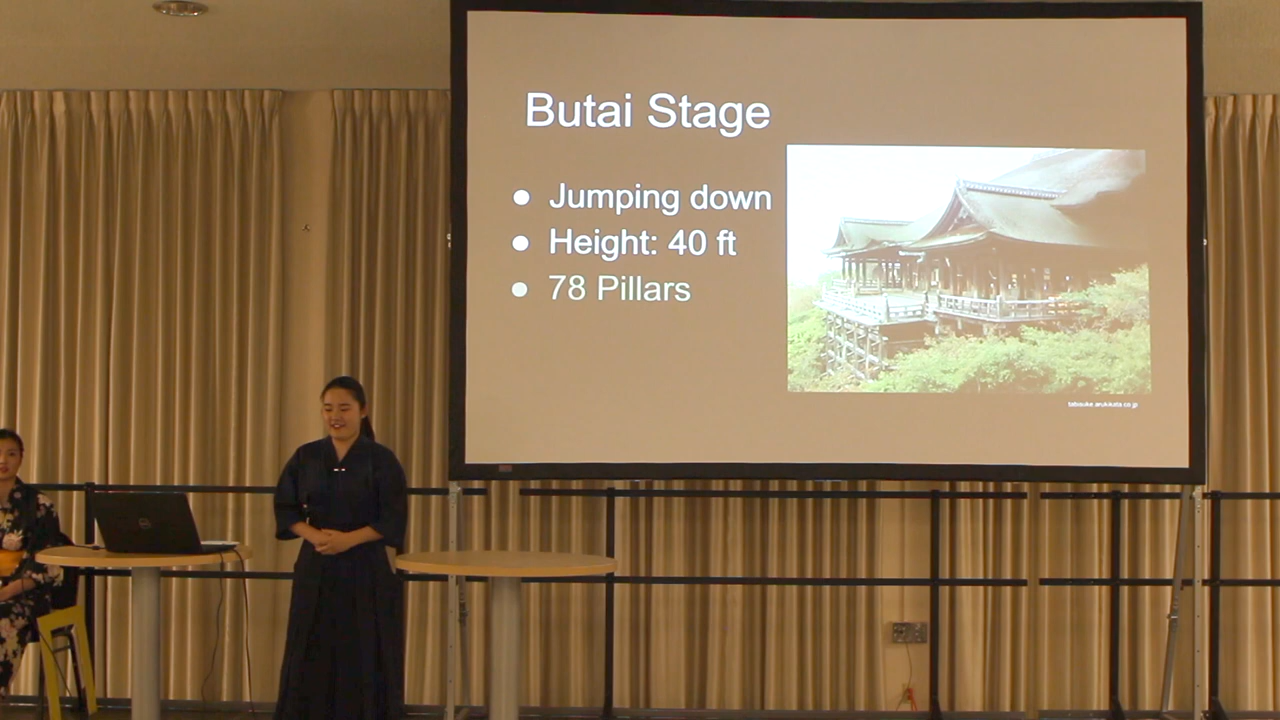 Butai Stage
● Jumping down
● Height: 40 ft
● 78 Pillars